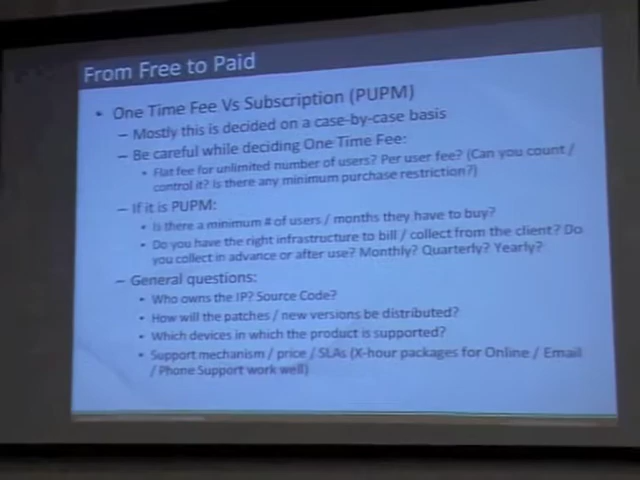 From Free to Paid
• One Time Fee Vs Subscription (PUPM)
– Mostly this is decided on a case-by-case basis
– Be careful while deciding One Time Fee:
• Flat fee for unlimited number of users? Per user fee? (Can you count /
control it? Is there any minimum purchase restriction?)
– If it is PUPM:
• Is there a minimum # of users / months they have to buy?
• Do you have the right infrastructure to bill / collect from the client? Do
you collect in advance or after use? Monthly? Quarterly? Yearly?
– General questions:
• Who owns the IP? Source Code?
• How will the patches / new versions be distributed?
• Which devices in which the product is supported?
• Support mechanism / price / SLAs (X-hour packages for Online / Email
/ Phone Support work well)